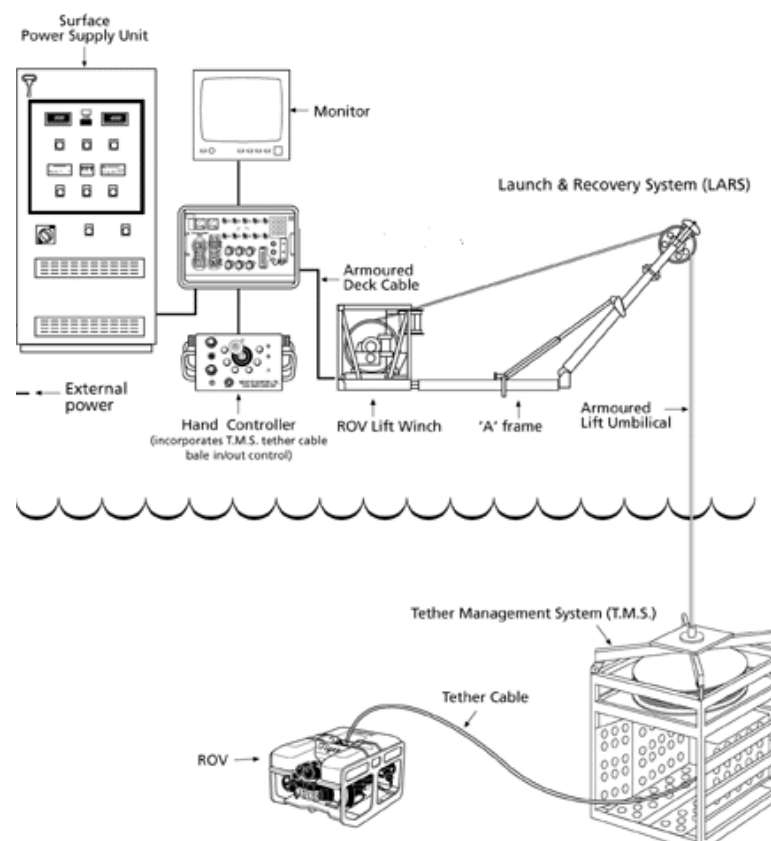 Surface
Power Supply Unit
Monitor
Launch & Recovery System (LARS)
Armoured
Deck Cable
External
power
Hand Controller
(incorporates T.M.S. tether cable
bale in/out control)
ROV Lift Winch
'A' frame
Armoured
Lift Umbilical
Tether Management System (T.M.S.)
Tether Cable
ROV